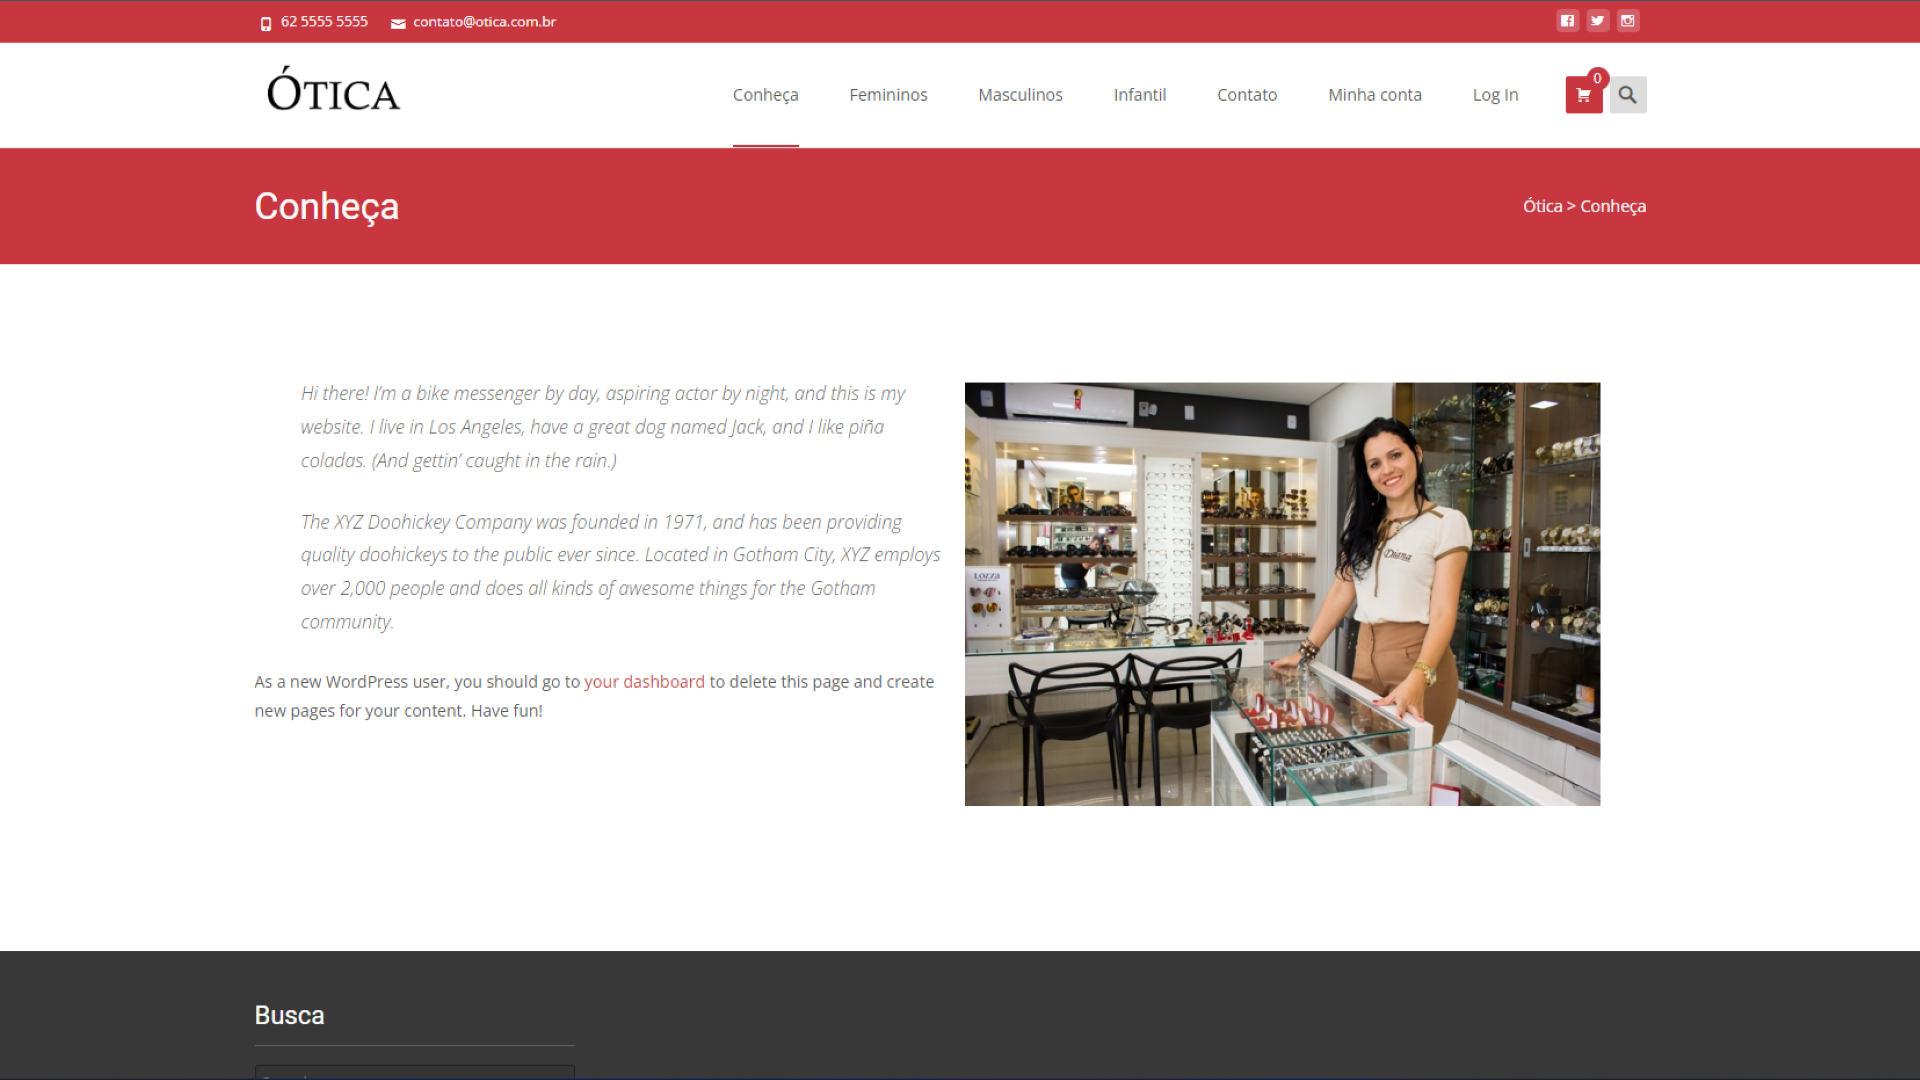 62 5555 5555 contato@otica.com.br
ÓTICA
Conheça Femininos Masculinos Infantil Contato Minha conta Log In 0
Conheça
Ótica > Conheça
Hi there! I’m a bike messenger by day, aspiring actor by night, and this is my
website. I live in Los Angeles, have a great dog named Jack, and I like piña
coladas. (And gettin’ caught in the rain.)
The XYZ Doohickey Company was founded in 1971, and has been providing
quality doohickeys to the public ever since. Located in Gotham City, XYZ employs
over 2,000 people and does all kinds of awesome things for the Gotham
community.
As a new WordPress user, you should go to your dashboard to delete this page and create
new pages for your content. Have fun!
Diana
Lozza
Busca